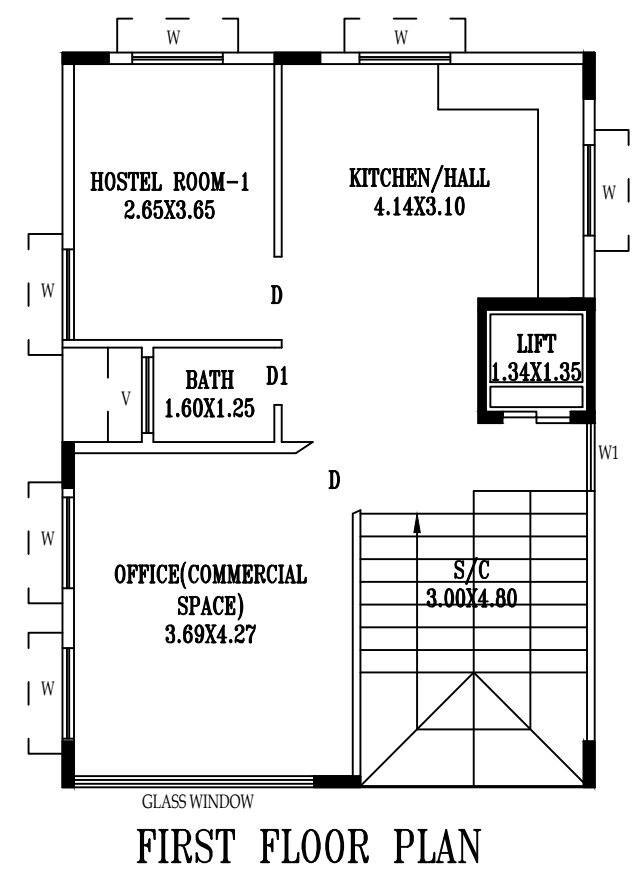 W
W
HOSTEL ROOM-1
2.65X3.65
KITCHEN/HALL
4.14X3.10
W
W
D
LIFT
1.34X1.35
BATH
1.60X1.25
D1
V
W1
D
W
OFFICE(COMMERCIAL
SPACE)
3.69X4.27
S/C
3.00X4.80
W
GLASS WINDOW
FIRST FLOOR PLAN